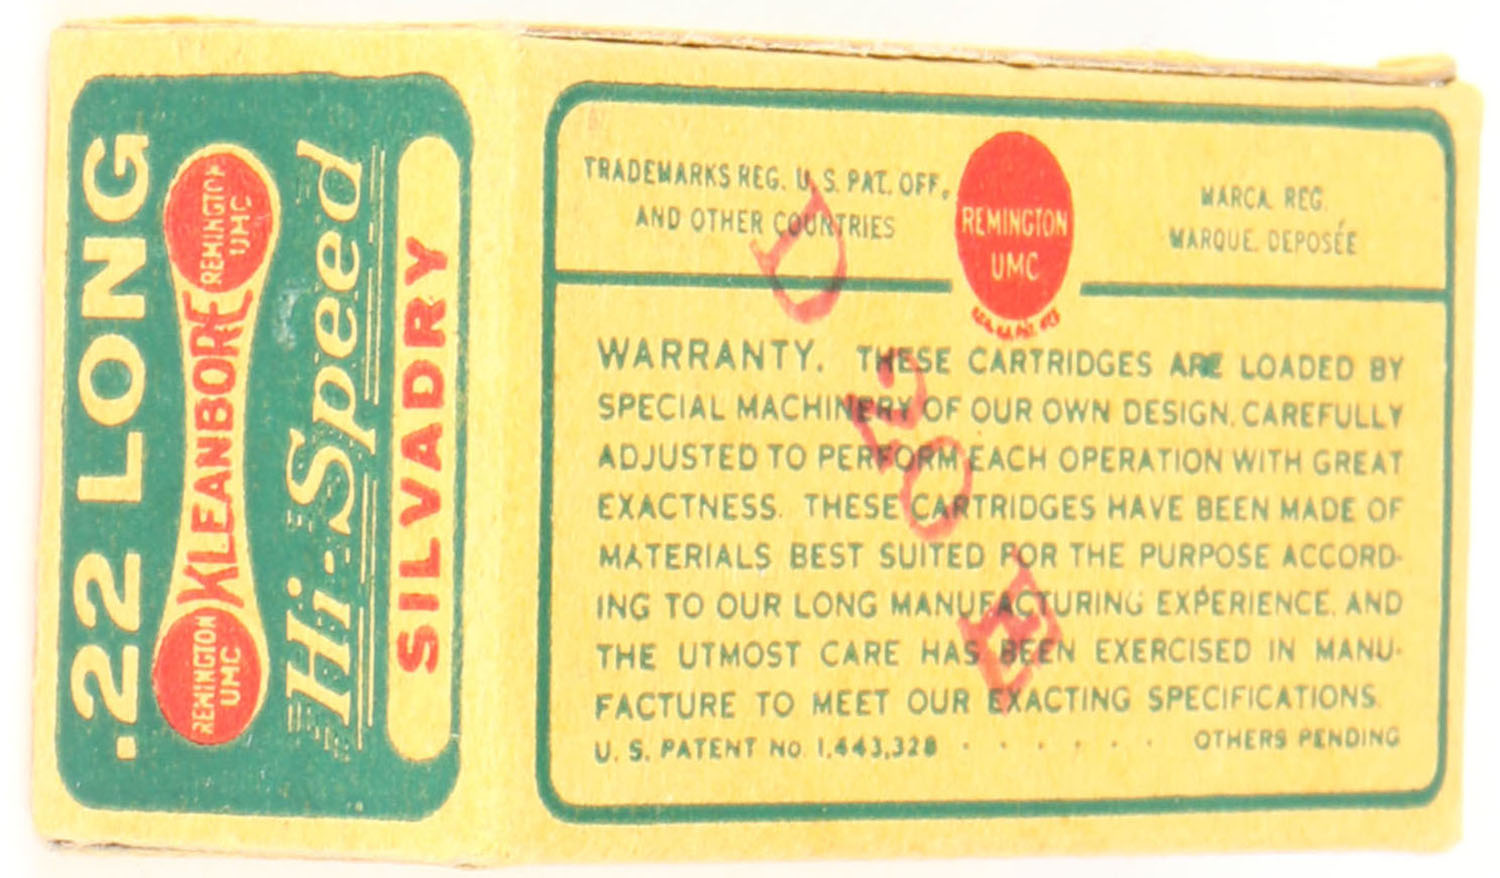 .22 LONG
REMINGTON
UMC
KLEANBORE
REMINGTON
UMC
Hi-Speed
SILVADRY
TRADEMARKS REG. U.S. PAT. OFF.
AND OTHER COUNTRIES
REMINGTON
UMC
REG. U.S. PAT. OFF.
MARCA. REG.
MARQUE. DEPOSÉE
WARRANTY. THESE CARTRIDGES ARE LOADED BY
SPECIAL MACHINERY OF OUR OWN DESIGN, CAREFULLY
ADJUSTED TO PERFORM EACH OPERATION WITH GREAT
EXACTNESS. THESE CARTRIDGES HAVE BEEN MADE OF
MATERIALS BEST SUITED FOR THE PURPOSE ACCORD-
ING TO OUR LONG MANUFACTURING EXPERIENCE, AND
THE UTMOST CARE HAS BEEN EXERCISED IN MANU-
FACTURE TO MEET OUR EXACTING SPECIFICATIONS.
U. S. PATENT NO. 1,443,328 . . . . . . OTHERS PENDING